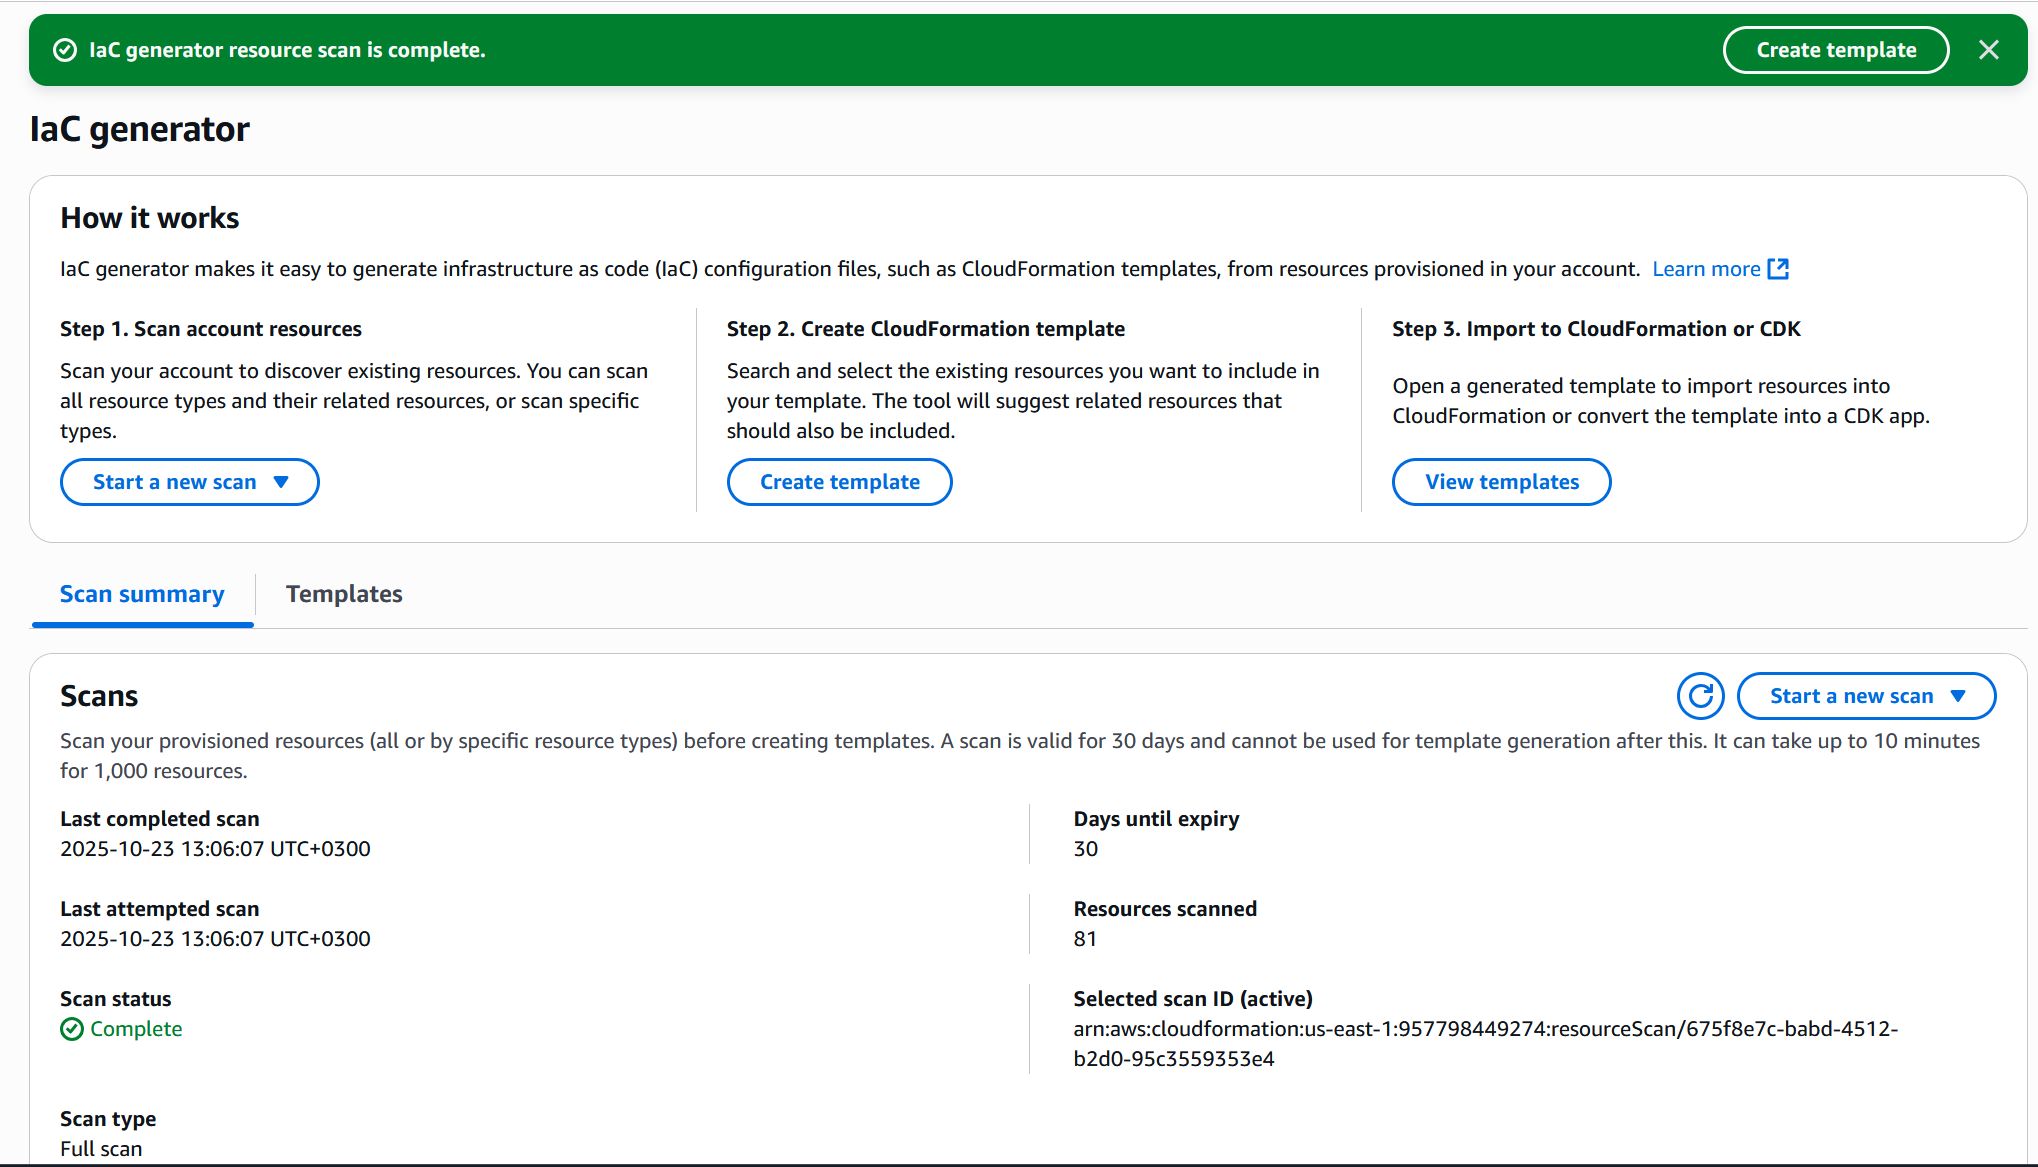 IaC generator resource scan is complete.
Create template
IaC generator
How it works
IaC generator makes it easy to generate infrastructure as code (IaC) configuration files, such as CloudFormation templates, from resources provisioned in your account. Learn more
Step 1. Scan account resources
Scan your account to discover existing resources. You can scan
all resource types and their related resources, or scan specific
types.
Start a new scan
Step 2. Create CloudFormation template
Search and select the existing resources you want to include in
your template. The tool will suggest related resources that
should also be included.
Create template
Step 3. Import to CloudFormation or CDK
Open a generated template to import resources into
CloudFormation or convert the template into a CDK app.
View templates
Scan summary
Templates
Scans
Start a new scan
Scan your provisioned resources (all or by specific resource types) before creating templates. A scan is valid for 30 days and cannot be used for template generation after this. It can take up to 10 minutes
for 1,000 resources.
Last completed scan
2025-10-23 13:06:07 UTC+0300
Days until expiry
30
Last attempted scan
2025-10-23 13:06:07 UTC+0300
Resources scanned
81
Scan status
Complete
Selected scan ID (active)
arn:aws:cloudformation:us-east-1:957798449274:resourceScan/675f8e7c-babd-4512-
b2d0-95c3559353e4
Scan type
Full scan